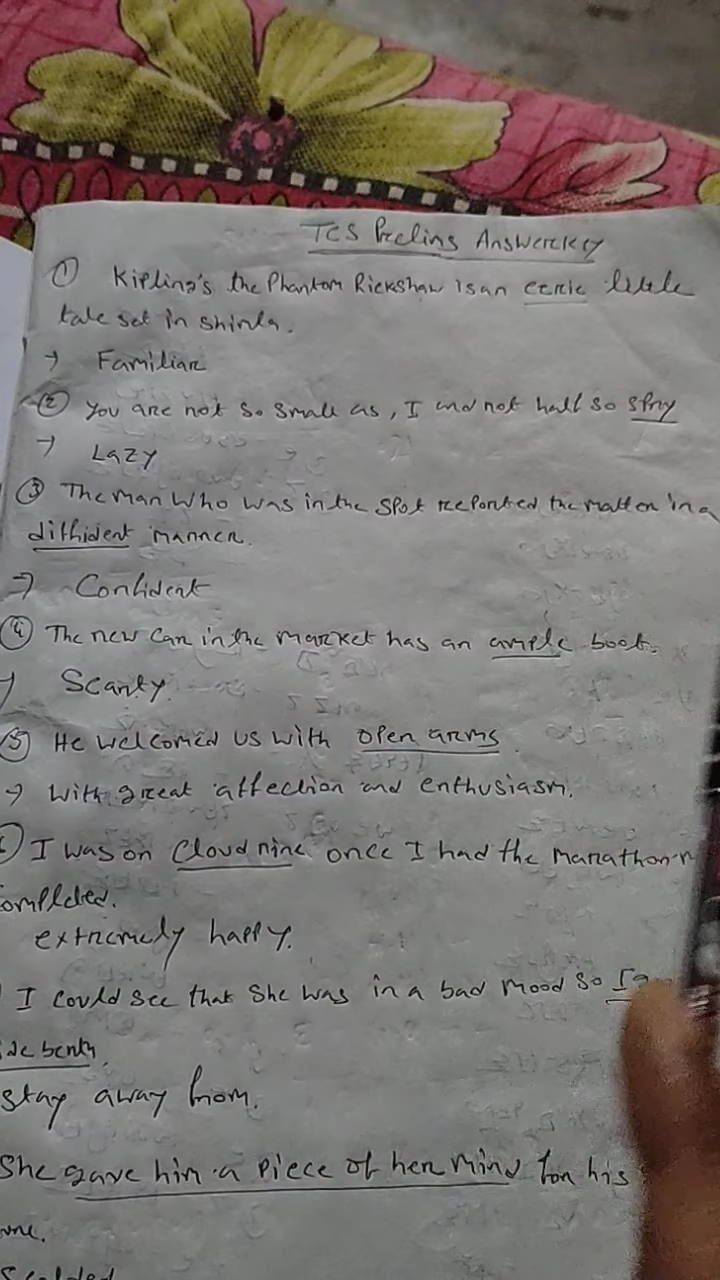 TCS Prelims Answerkey
① Kipling's the Phantom Rickshaw is an eerie little
tale set in shimla.
→ Familiar
② You are not so small as, I and not half so spry
→ Lazy
③ The man who was in the spot reported the matter in a
diffident manner.
⇒ Confident
④ The new car in the market has an ample boot.
Scanty
5 He welcomed us with open arms
→ With great affection and enthusiasm.
I was on Cloud nine once I had the marathon
ompleted.
extremely happy.
I could see that she was in a bad mood so I
ide benth
stay away from.
She gave him a piece of her mind for his